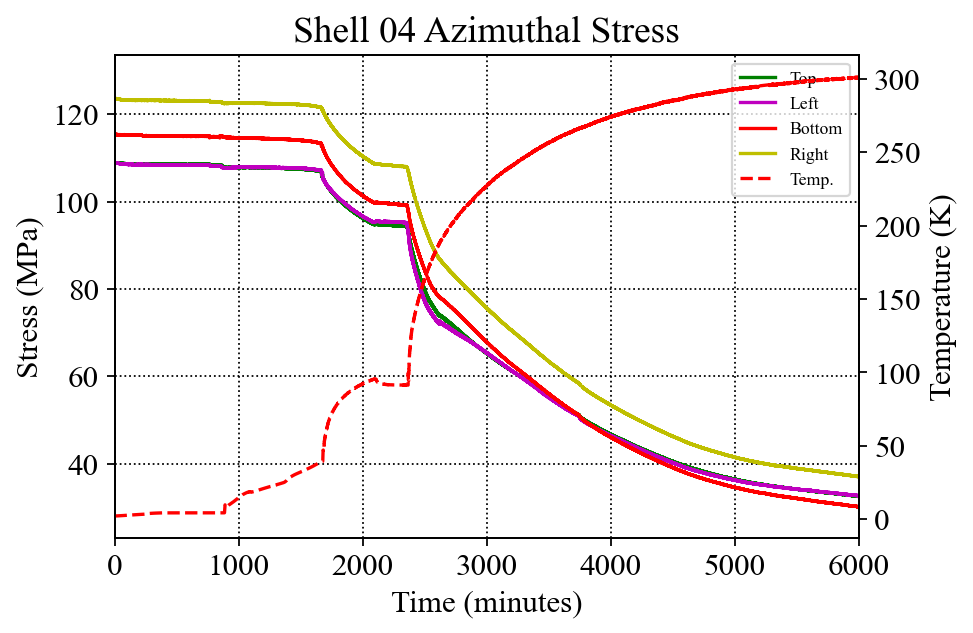 Shell 04 Azimuthal Stress
Stress (MPa)
120
100
80
60
40
Top
Left
Bottom
Right
Temp.
300
250
200
150
100
50
0
Temperature (K)
0 1000 2000 3000 4000 5000 6000
Time (minutes)